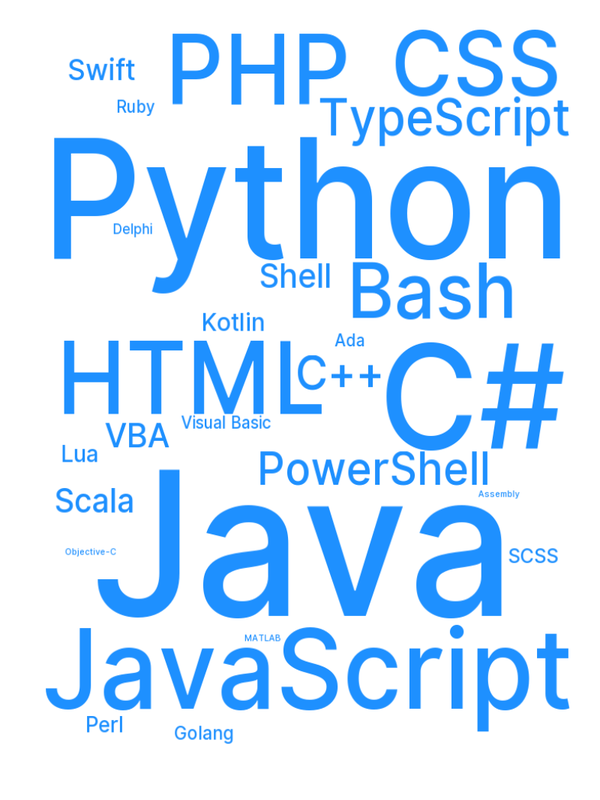 PHP CSS
Swift
Ruby TypeScript
Python
Delphi
Shell Bash
Kotlin
Ada
HTML C++ C#
Visual Basic
VBA
Lua PowerShell
Scala Assembly
Java
Objective-C SCSS
MATLAB
JavaScript
Perl Golang